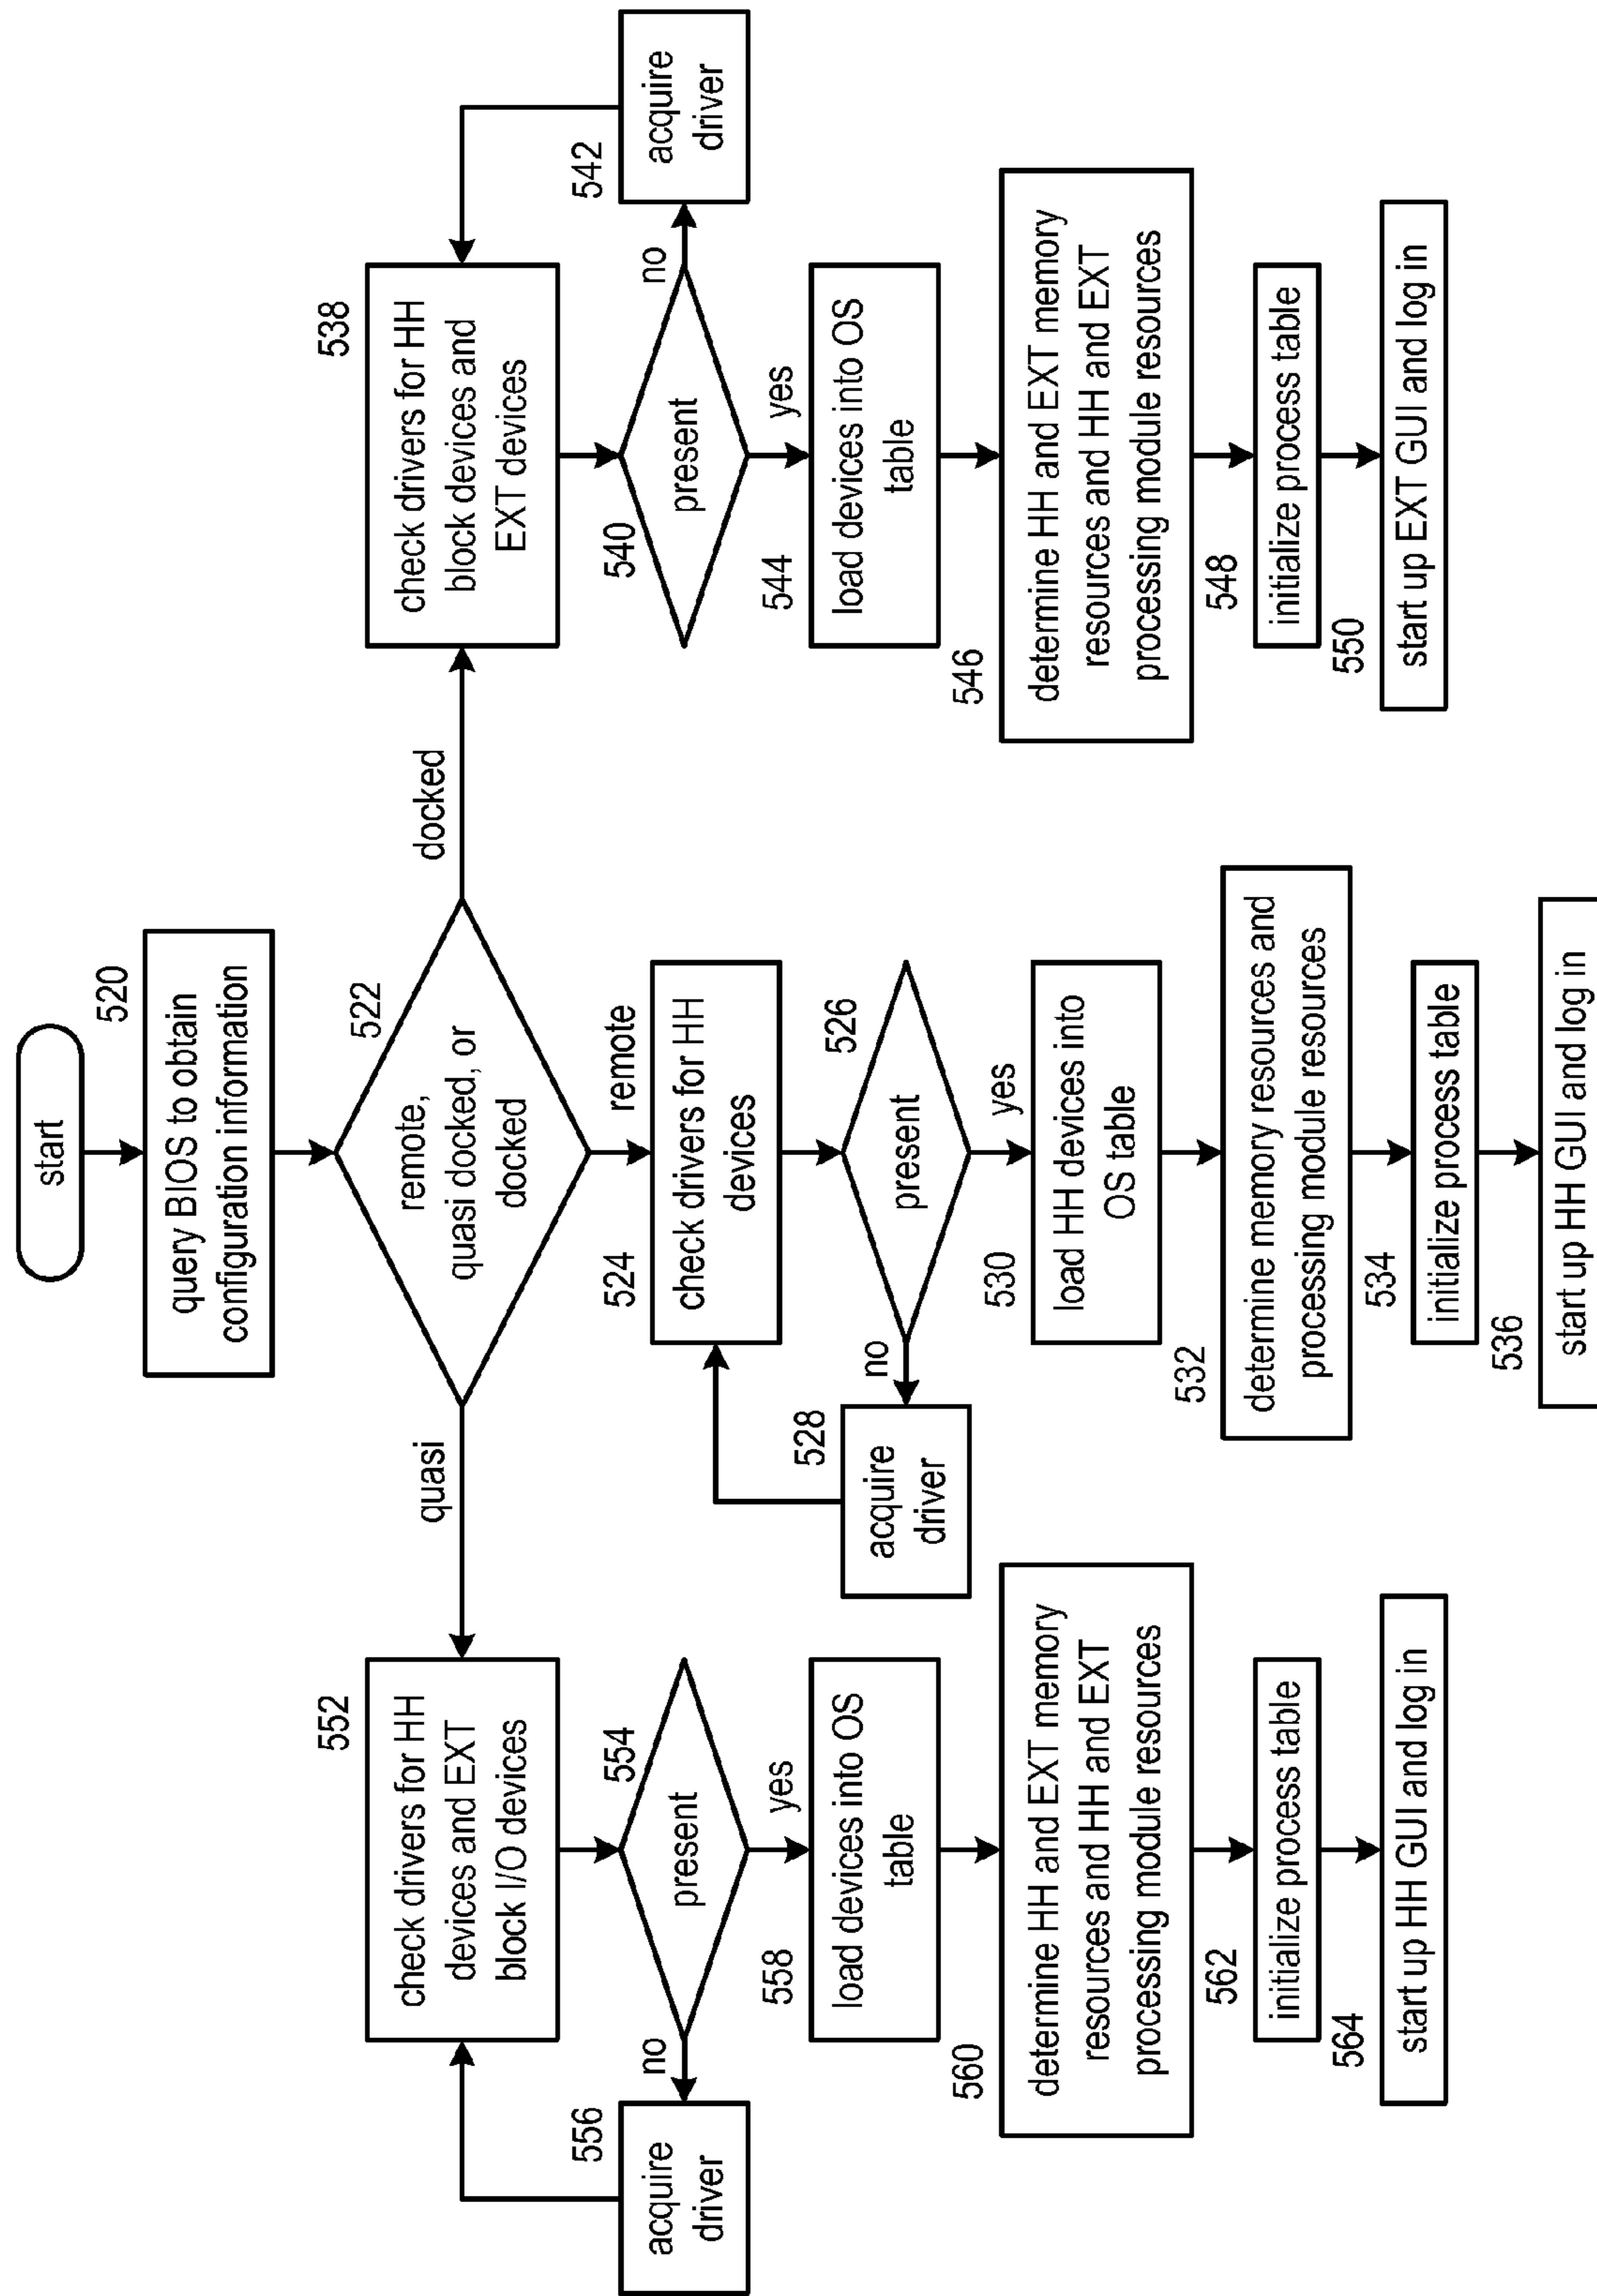 start
520
query BIOS to obtain
configuration information
522
remote,
quasi docked, or
docked
quasi
remote
docked
552
check drivers for HH
devices and EXT
block I/O devices
554
present
no
556
acquire
driver
yes
558
load devices into OS
table
560
determine HH and EXT memory
resources and HH and EXT
processing module resources
562
initialize process table
564
start up HH GUI and log in
524
check drivers for HH
devices
526
present
no
528
acquire
driver
yes
530
load HH devices into
OS table
532
determine memory resources and
processing module resources
534
initialize process table
536
start up HH GUI and log in
538
check drivers for HH
block devices and
EXT devices
540
present
no
542
acquire
driver
yes
544
load devices into OS
table
546
determine HH and EXT memory
resources and HH and EXT
processing module resources
548
initialize process table
550
start up EXT GUI and log in